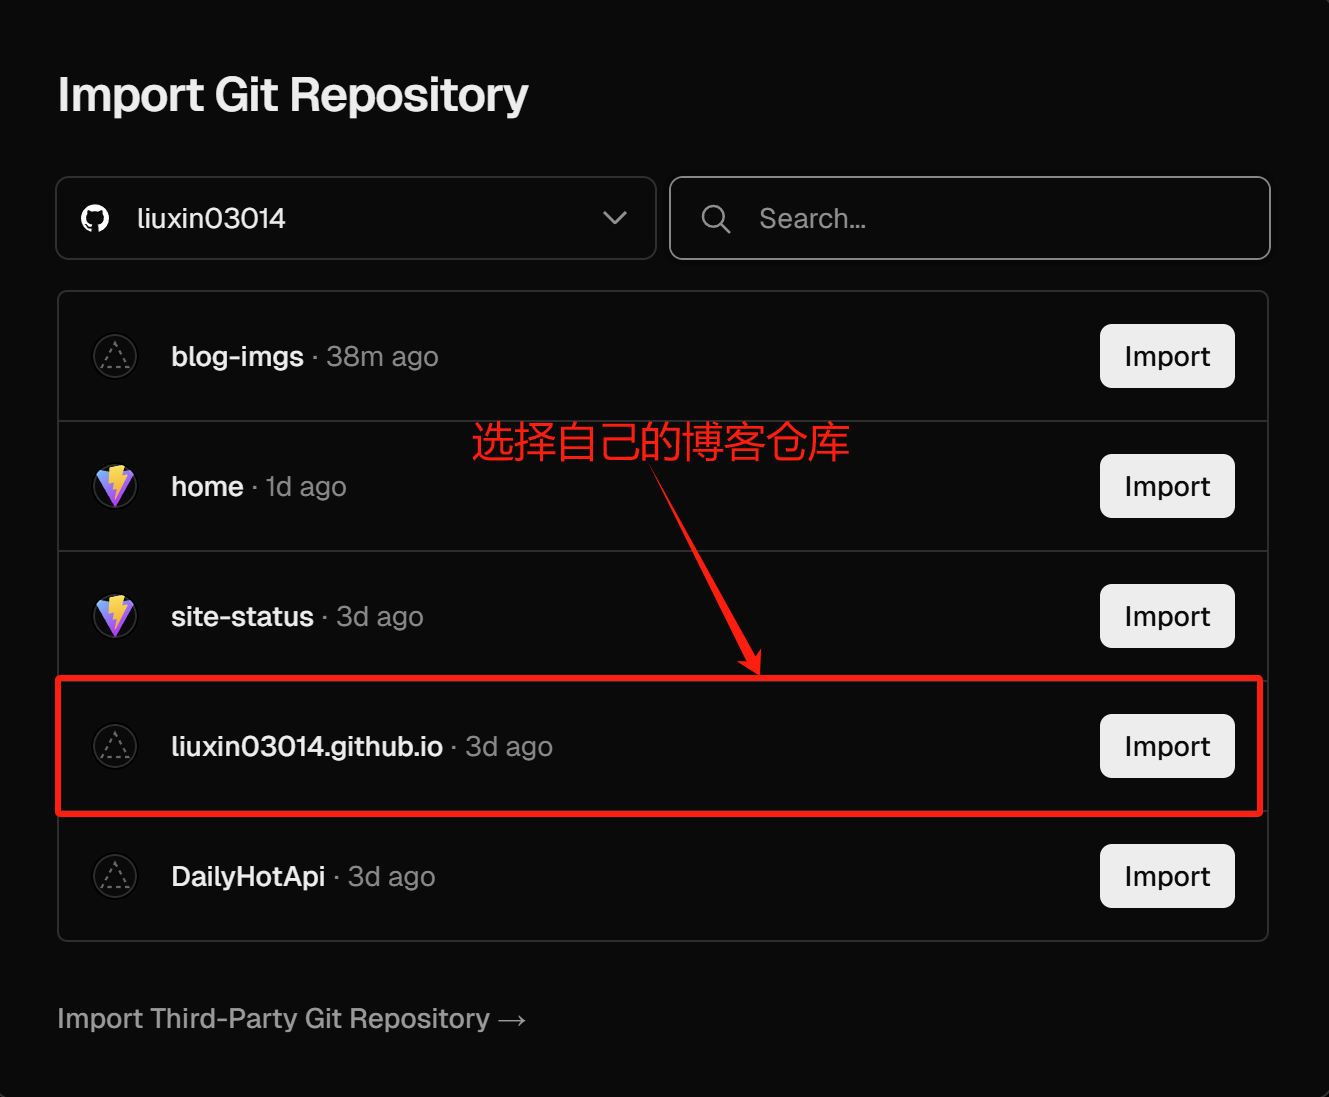 Import Git Repository
liuxin03014
Search...
blog-imgs · 38m ago
Import
选择自己的博客仓库
home · 1d ago
Import
site-status · 3d ago
Import
liuxin03014.github.io · 3d ago
Import
DailyHotApi · 3d ago
Import
Import Third-Party Git Repository →